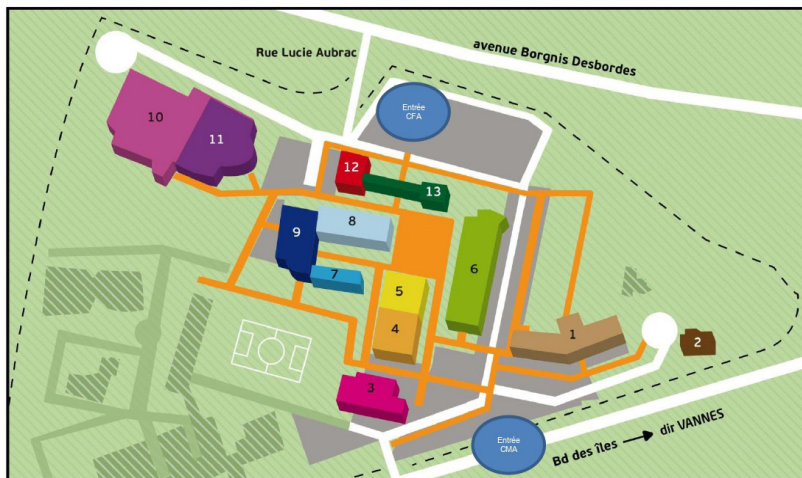 Rue Lucie Aubrac
avenue Borgnis Desbordes
Entrée
CFA
10
11
12
13
9
8
7
6
5
4
3
1
2
Entrée
CMA
Bd des îles → dir VANNES